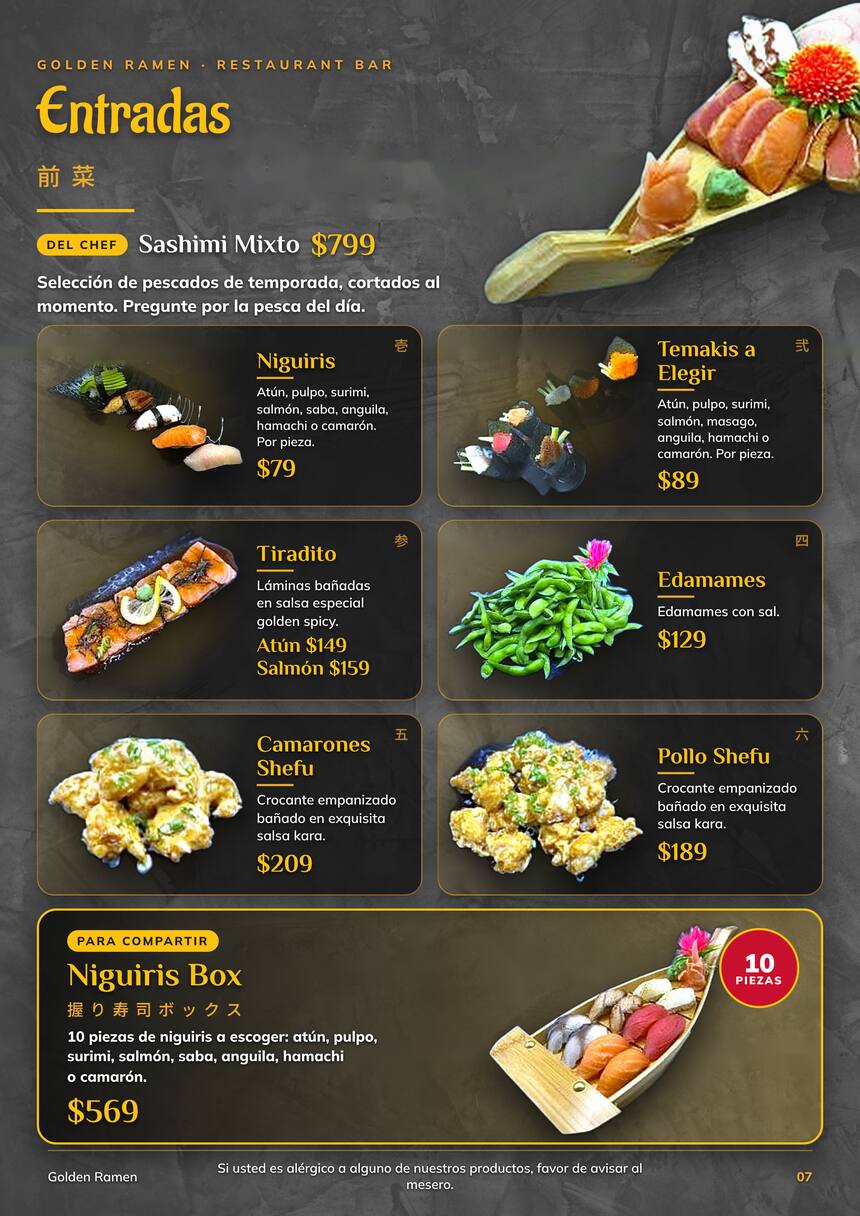 GOLDEN RAMEN · RESTAURANT BAR
Entradas
前菜
DEL CHEF Sashimi Mixto $799
Selección de pescados de temporada, cortados al
momento. Pregunte por la pesca del día.
壱
Niguiris
Atún, pulpo, surimi,
salmón, saba, anguila,
hamachi o camarón.
Por pieza.
$79
弐
Temakis a
Elegir
Atún, pulpo, surimi,
salmón, masago,
anguila, hamachi o
camarón. Por pieza.
$89
参
Tiradito
Láminas bañadas
en salsa especial
golden spicy.
Atún $149
Salmón $159
四
Edamames
Edamames con sal.
$129
五
Camarones
Shefu
Crocante empanizado
bañado en exquisita
salsa kara.
$209
六
Pollo Shefu
Crocante empanizado
bañado en exquisita
salsa kara.
$189
PARA COMPARTIR
Niguiris Box
握り寿司ボックス
10 piezas de niguiris a escoger: atún, pulpo,
surimi, salmón, saba, anguila, hamachi
o camarón.
$569
10
PIEZAS
Golden Ramen
Si usted es alérgico a alguno de nuestros productos, favor de avisar al
mesero.
07